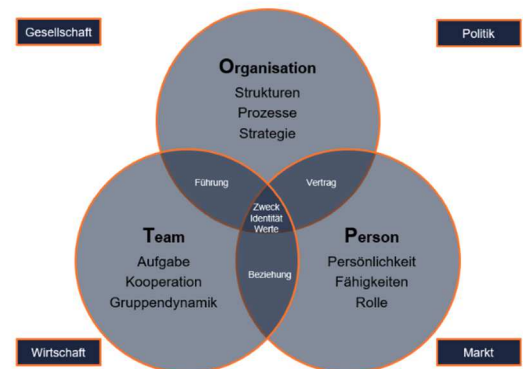 Gesellschaft
Politik
Organisation
Strukturen
Prozesse
Strategie
Führung
Vertrag
Zweck
Identität
Werte
Team
Aufgabe
Kooperation
Gruppendynamik
Beziehung
Person
Persönlichkeit
Fähigkeiten
Rolle
Wirtschaft
Markt